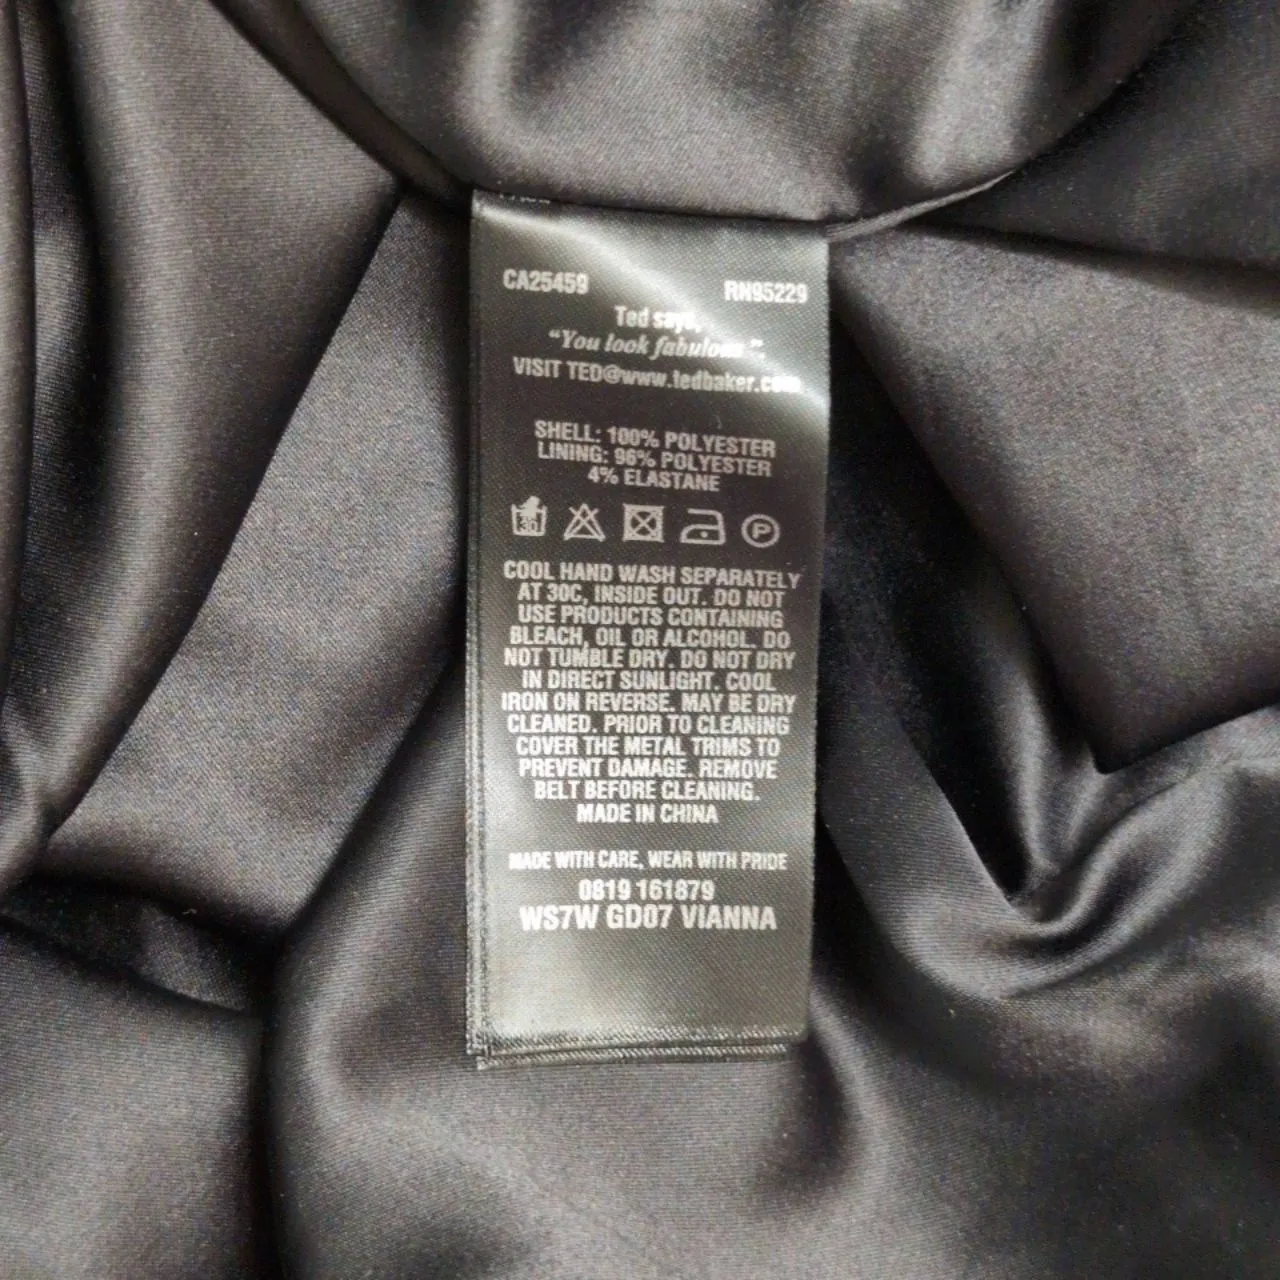 CA25459 RN95229
Ted says,
"You look fabulous".
VISIT TED@www.tedbaker.com
SHELL: 100% POLYESTER
LINING: 96% POLYESTER
4% ELASTANE
30
P
COOL HAND WASH SEPARATELY
AT 30C, INSIDE OUT. DO NOT
USE PRODUCTS CONTAINING
BLEACH, OIL OR ALCOHOL. DO
NOT TUMBLE DRY. DO NOT DRY
IN DIRECT SUNLIGHT. COOL
IRON ON REVERSE. MAY BE DRY
CLEANED. PRIOR TO CLEANING
COVER THE METAL TRIMS TO
PREVENT DAMAGE. REMOVE
BELT BEFORE CLEANING.
MADE IN CHINA
MADE WITH CARE, WEAR WITH PRIDE
0819 161879
WS7W GD07 VIANNA